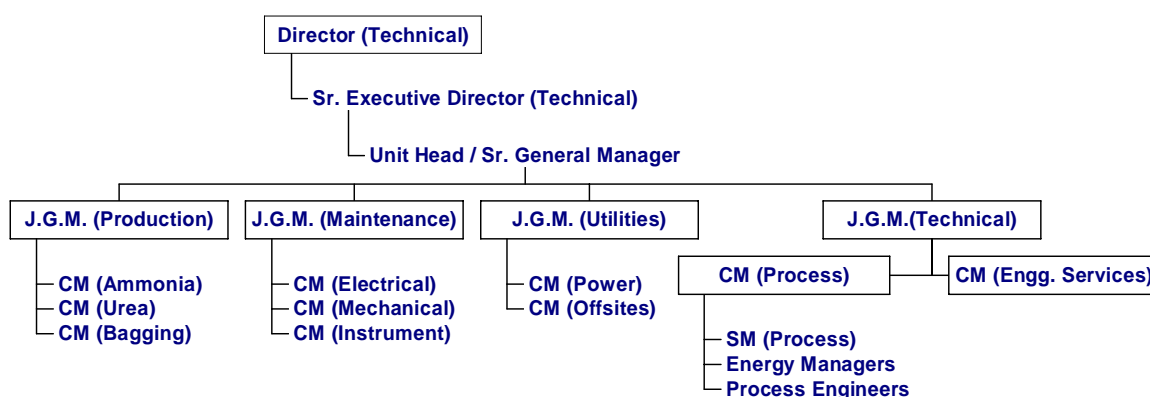 Director (Technical)
Sr. Executive Director (Technical)
Unit Head / Sr. General Manager
J.G.M. (Production)
J.G.M. (Maintenance)
J.G.M. (Utilities)
J.G.M.(Technical)
CM (Ammonia)
CM (Urea)
CM (Bagging)
CM (Electrical)
CM (Mechanical)
CM (Instrument)
CM (Power)
CM (Offsites)
CM (Process)
CM (Engg. Services)
SM (Process)
Energy Managers
Process Engineers